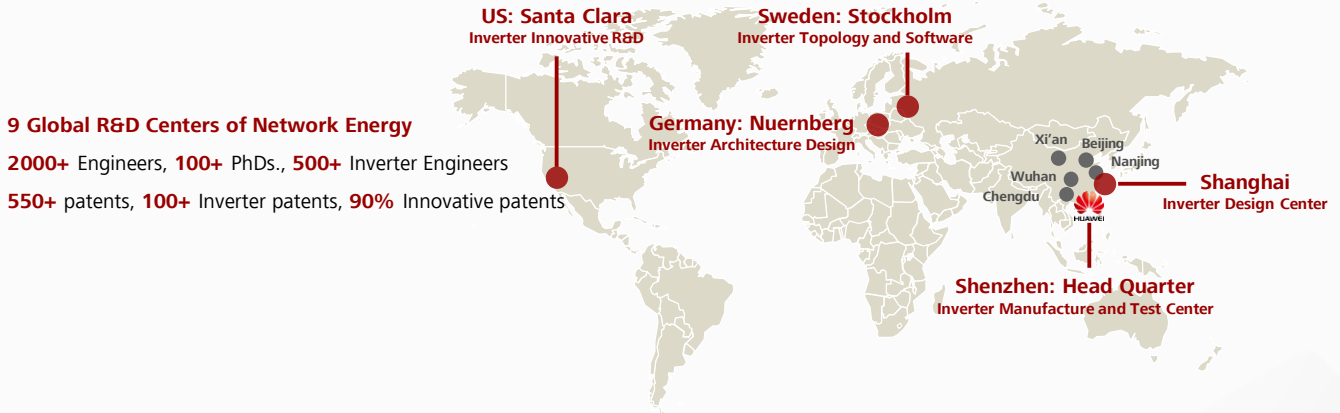 US: Santa Clara
Inverter Innovative R&D
Sweden: Stockholm
Inverter Topology and Software
9 Global R&D Centers of Network Energy
2000+ Engineers, 100+ PhDs., 500+ Inverter Engineers
550+ patents, 100+ Inverter patents, 90% Innovative patents
Germany: Nuernberg
Inverter Architecture Design
Xi'an
Beijing
Nanjing
Wuhan
Chengdu
HUAWEI
Shanghai
Inverter Design Center
Shenzhen: Head Quarter
Inverter Manufacture and Test Center